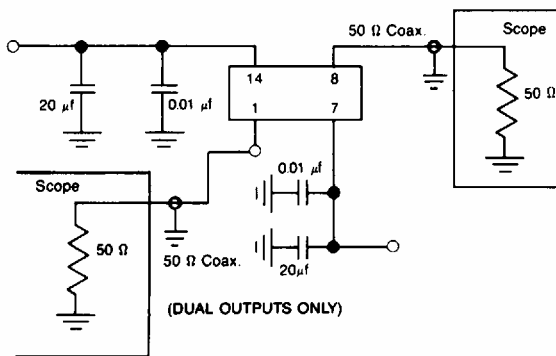 50 Ω Coax.
Scope
14
8
50 Ω
20 µf
0.01 µf
1
7
Scope
0.01 µf
50 Ω
50 Ω Coax.
20µf
(DUAL OUTPUTS ONLY)